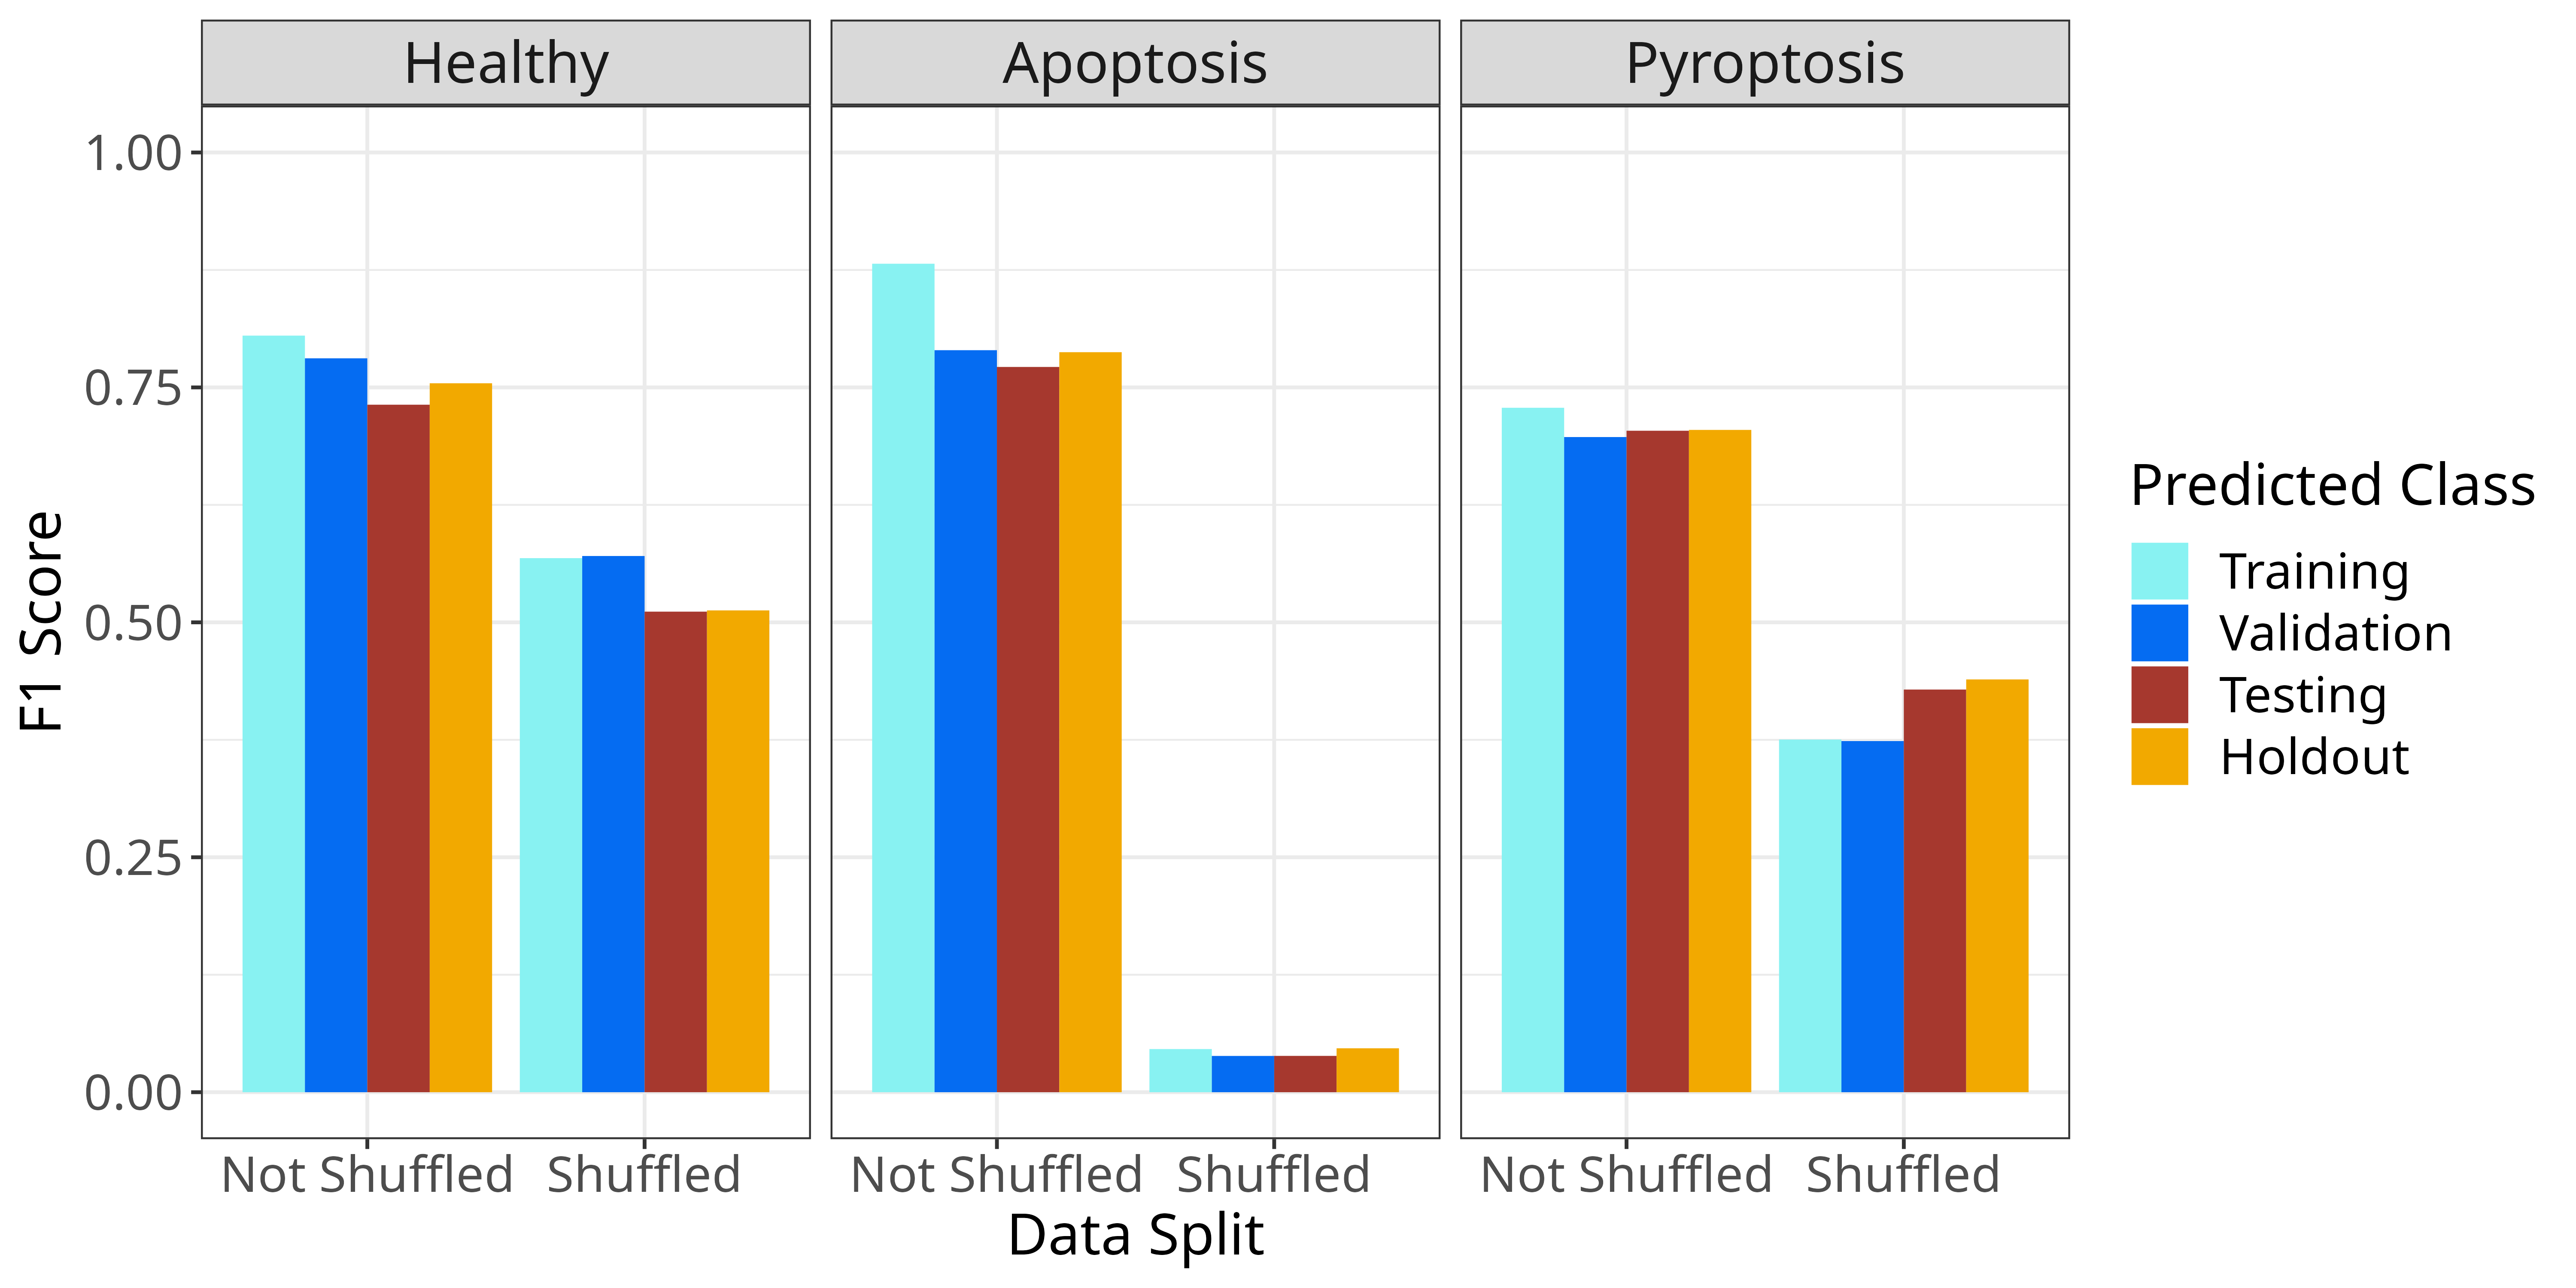 Healthy
Apoptosis
Pyroptosis
1.00
0.75
0.50
0.25
0.00
F1 Score
Not Shuffled
Shuffled
Not Shuffled
Shuffled
Not Shuffled
Shuffled
Data Split
Predicted Class
Training
Validation
Testing
Holdout